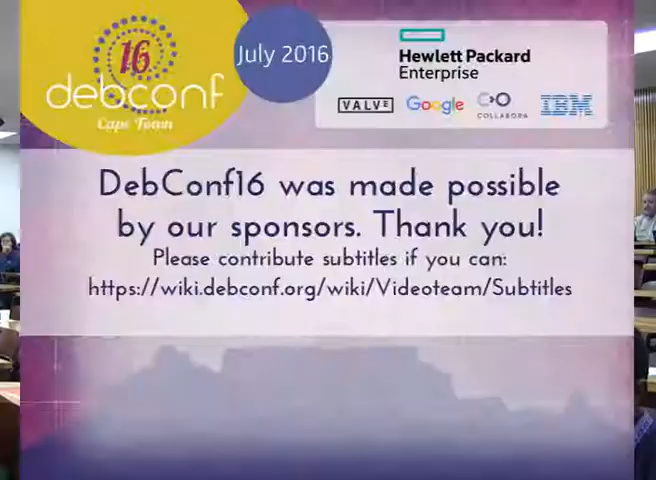 16
debconf
Cape Town
July 2016
Hewlett Packard
Enterprise
VALVE
Google
COLLABORA
IBM
DebConf16 was made possible
by our sponsors. Thank you!
Please contribute subtitles if you can:
https://wiki.debconf.org/wiki/Videoteam/Subtitles